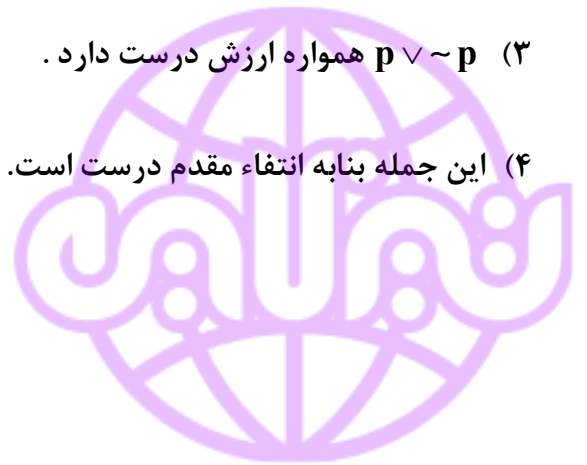 ۳) p ∨ ~ p همواره ارزش درست دارد .
۴) این جمله بنابه انتفاء مقدم درست است.